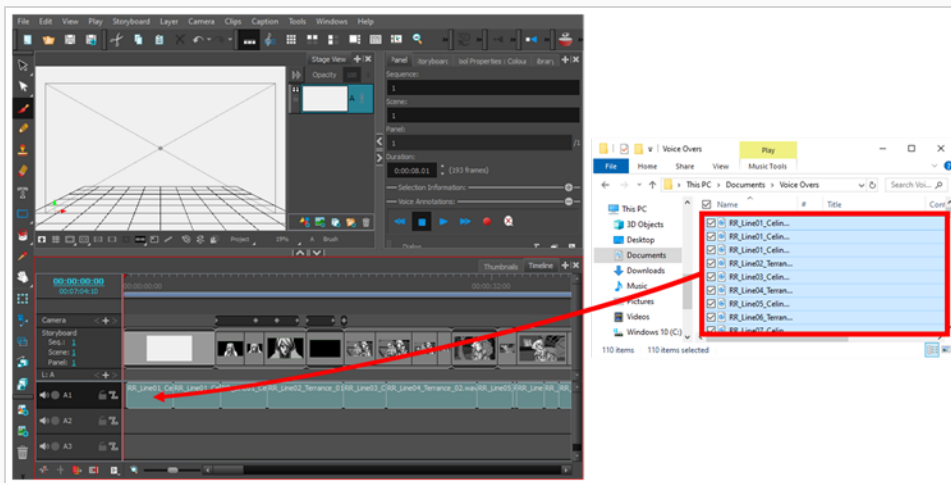 File Edit View Play Storyboard Layer Camera Clips Caption Tools Windows Help
Stage View
Opacity
A
Panel
Sequence:
1
Scene:
1
Panel:
1
/1
Duration:
0:00:08.01 (193 frames)
Selection Information:
Voice Annotations:
Project
19%
A Brush
Thumbnails Timeline
00:00:00:00
00:07:04:10
00:00:00:00
00:00:32:00
Camera
Storyboard
Seq.: 1
Scene: 1
Panel: 1
L: A
A1
RR_Line02_Terrance_01
RR_Line04_Terrance_02.wav
A2
A3
Voice Overs
Play
File Home Share View Music Tools
This PC > Documents > Voice Overs
Search Voi...
Name # Title
This PC
3D Objects
Desktop
Documents
Downloads
Music
Pictures
Videos
Windows 10 (C:)
RR_Line01_Celin...
RR_Line01_Celin...
RR_Line01_Celin...
RR_Line02_Terran...
RR_Line03_Celin...
RR_Line04_Terran...
RR_Line05_Celin...
RR_Line06_Terran...
RR_Line07_Celin...
110 items 110 items selected